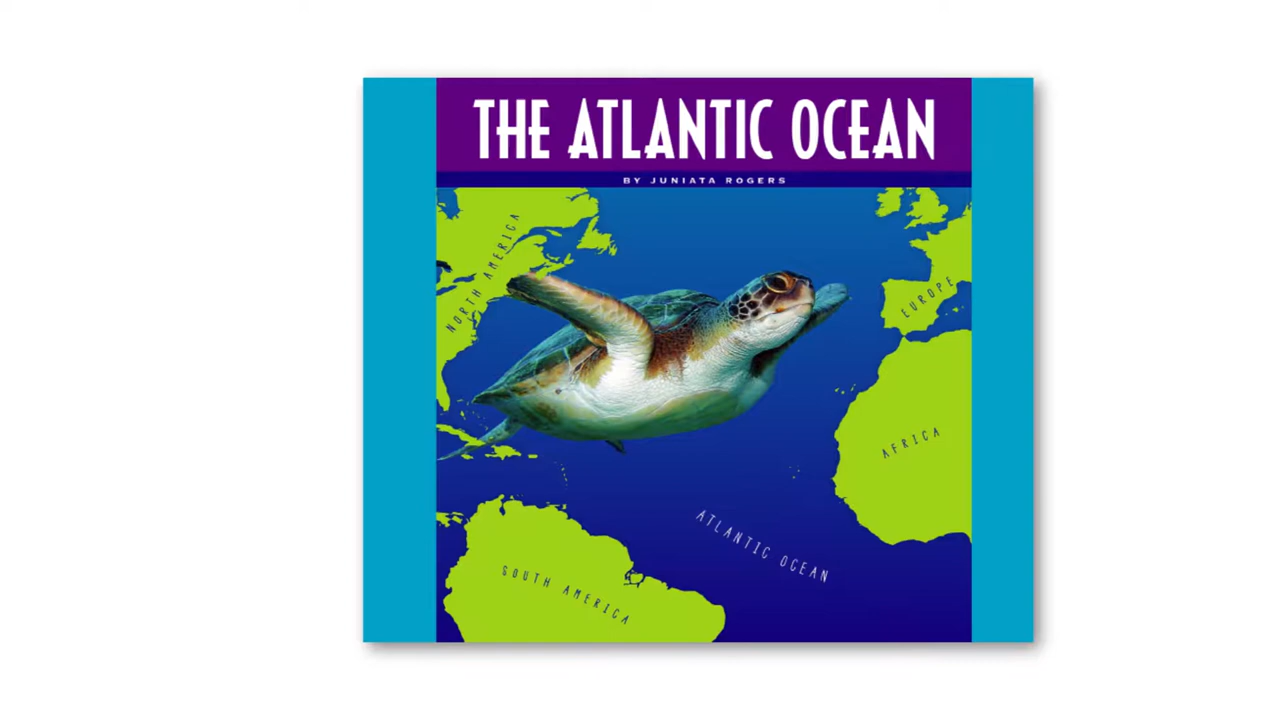 THE ATLANTIC OCEAN
BY JUNIATA ROGERS
NORTH AMERICA
EUROPE
AFRICA
ATLANTIC OCEAN
SOUTH AMERICA